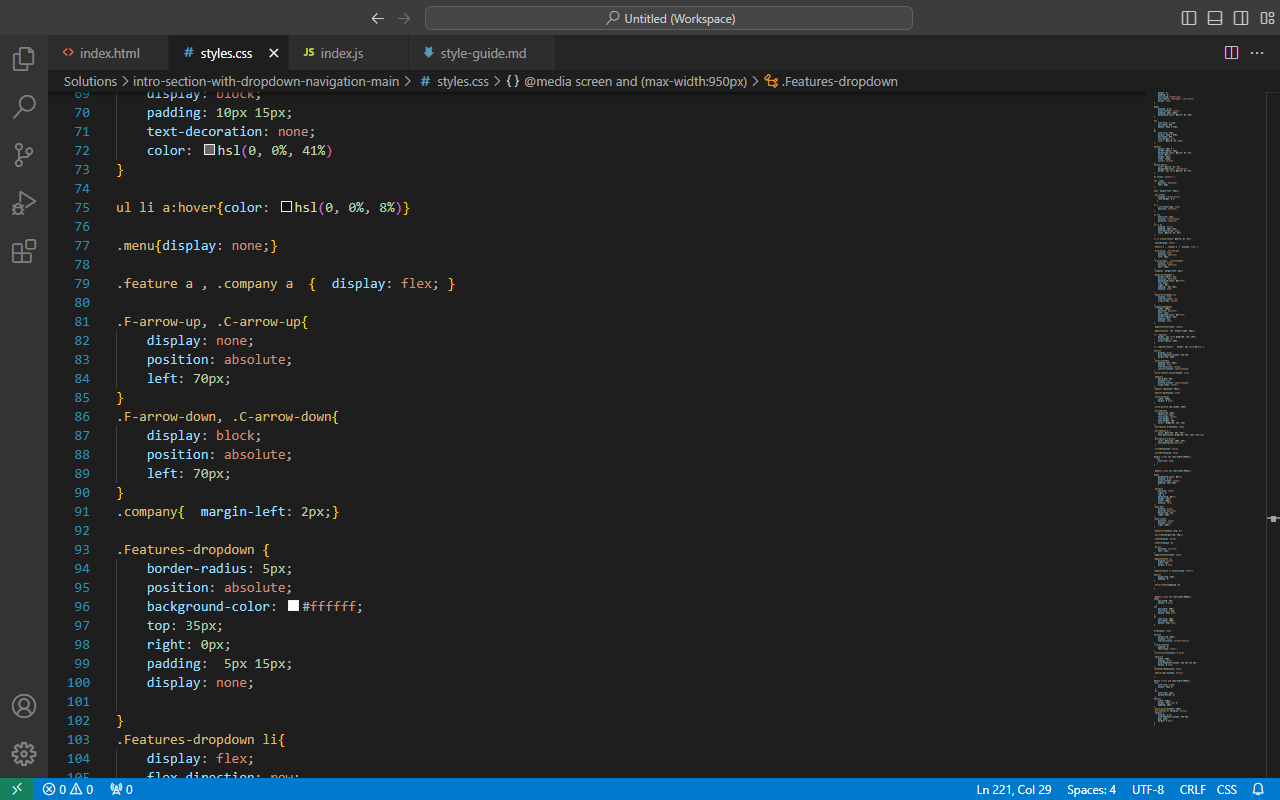 Untitled (Workspace)
index.html
styles.css
JS index.js
style-guide.md
Solutions > intro-section-with-dropdown-navigation-main > # styles.css > {} @media screen and (max-width:950px) > .Features-dropdown
69 display: block;
70 padding: 10px 15px;
71 text-decoration: none;
72 color: hsl(0, 0%, 41%)
73 }
74
75 ul li a:hover{color: hsl(0, 0%, 8%)}
76
77 .menu{display: none;}
78
79 .feature a , .company a  {  display: flex; }
80
81 .F-arrow-up, .C-arrow-up{
82 display: none;
83 position: absolute;
84 left: 70px;
85 }
86 .F-arrow-down, .C-arrow-down{
87 display: block;
88 position: absolute;
89 left: 70px;
90 }
91 .company{  margin-left: 2px;}
92
93 .Features-dropdown {
94 border-radius: 5px;
95 position: absolute;
96 background-color: #ffffff;
97 top: 35px;
98 right: 0px;
99 padding:  5px 15px;
100 display: none;
101
102 }
103 .Features-dropdown li{
104 display: flex;
105 flex-direction: row;
0 0 0 Ln 221, Col 29 Spaces: 4 UTF-8 CRLF CSS